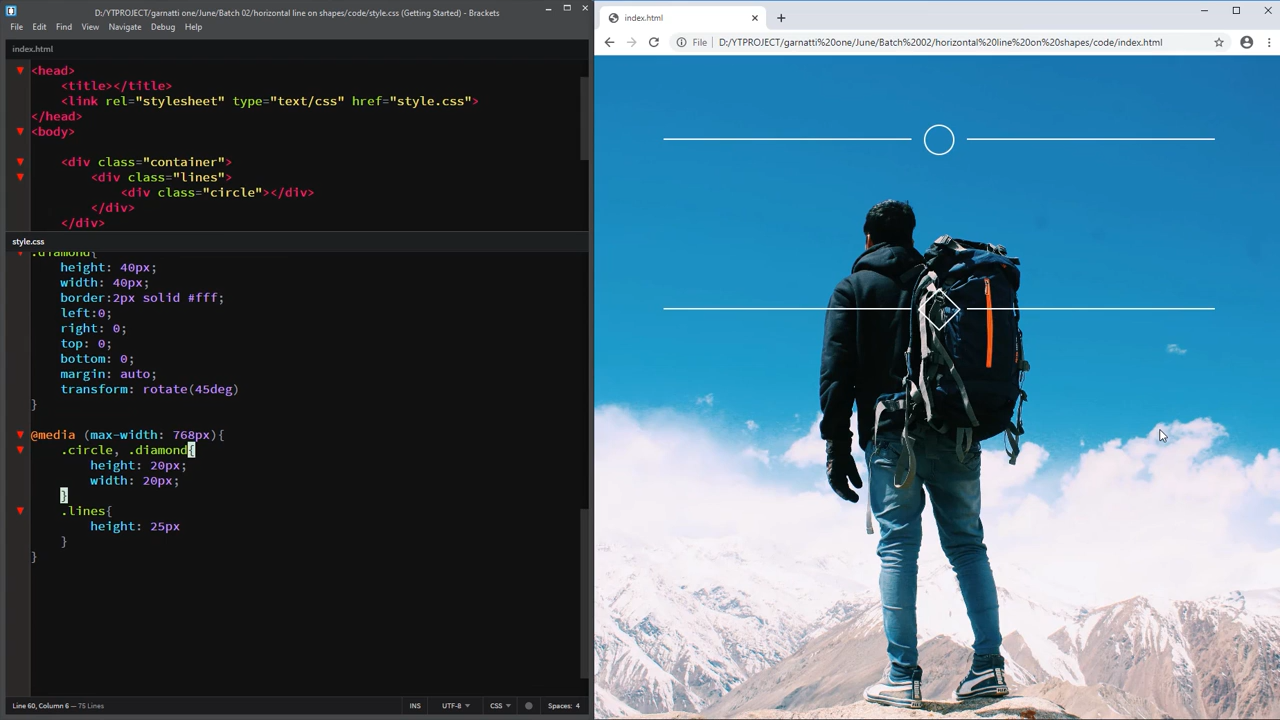 D:/YTPROJECT/garnatti one/June/Batch 02/horizontal line on shapes/code/style.css (Getting Started) - Brackets
File Edit Find View Navigate Debug Help
index.html
<head>
<title></title>
<link rel="stylesheet" type="text/css" href="style.css">
</head>
<body>
<div class="container">
<div class="lines">
<div class="circle"></div>
</div>
</div>
style.css
.diamond{
height: 40px;
width: 40px;
border:2px solid #fff;
left:0;
right: 0;
top: 0;
bottom: 0;
margin: auto;
transform: rotate(45deg)
}
@media (max-width: 768px){
.circle, .diamond{
height: 20px;
width: 20px;
}
.lines{
height: 25px
}
}
Line 60, Column 6 — 75 Lines
INS UTF-8 CSS Spaces: 4
index.html
File D:/YTPROJECT/garnatti%20one/June/Batch%2002/horizontal%20line%20on%20shapes/code/index.html